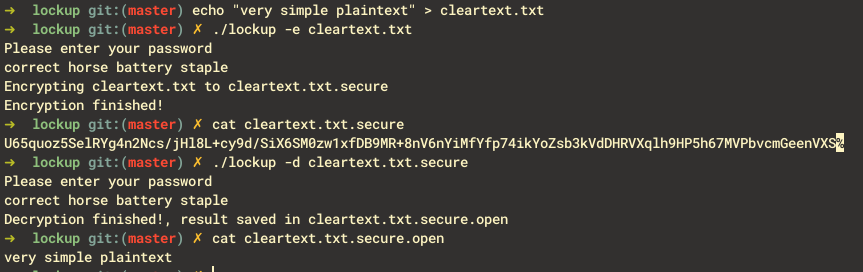 → lockup git:(master) echo "very simple plaintext" > cleartext.txt
→ lockup git:(master) ✗ ./lockup -e cleartext.txt
Please enter your password
correct horse battery staple
Encrypting cleartext.txt to cleartext.txt.secure
Encryption finished!
→ lockup git:(master) ✗ cat cleartext.txt.secure
U65quoz5SelRYg4n2Ncs/jHl8L+cy9d/SiX6SM0zw1xfDB9MR+8nV6nYiMfYfp74ikYoZsb3kVdDHRVXqlh9HP5h67MVPbvcmGeenVXS%
→ lockup git:(master) ✗ ./lockup -d cleartext.txt.secure
Please enter your password
correct horse battery staple
Decryption finished!, result saved in cleartext.txt.secure.open
→ lockup git:(master) ✗ cat cleartext.txt.secure.open
very simple plaintext